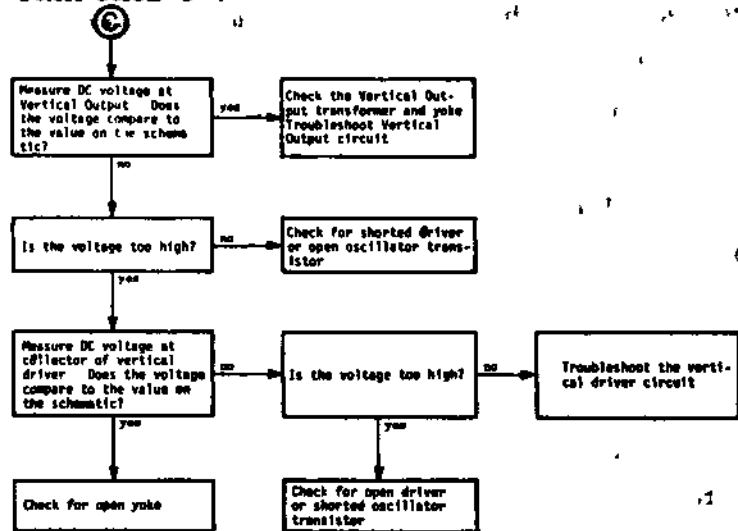 C
Measure DC voltage at
Vertical Output Does
the voltage compare to
the value on the schema
tic?
yes
Check the Vertical Out-
put transformer and yoke
Troubleshoot Vertical
Output circuit
no
Is the voltage too high?
no
Check for shorted driver
or open oscillator trans-
istor
yes
Measure DC voltage at
collector of vertical
driver Does the voltage
compare to the value on
the schematic?
no
Is the voltage too high?
no
Troubleshoot the verti-
cal driver circuit
yes
yes
Check for open yoke
Check for open driver
or shorted oscillator
transistor